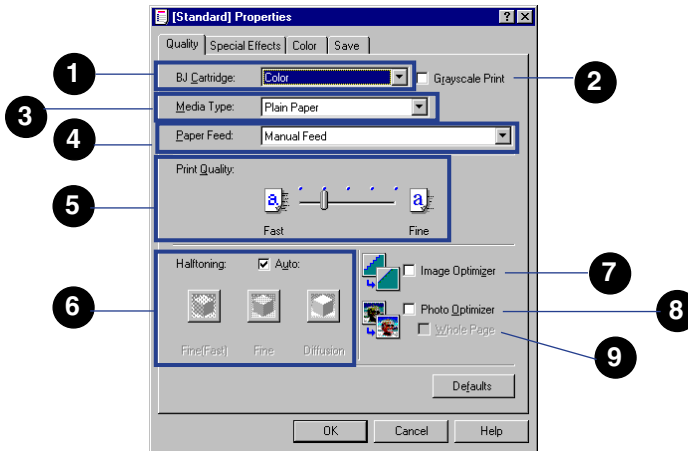 [Standard] Properties
Quality Special Effects Color Save
1 BJ Cartridge: Color Grayscale Print 2
3 Media Type: Plain Paper
4 Paper Feed: Manual Feed
Print Quality:
5 a a
Fast Fine
Halftoning: Auto: Image Optimizer 7
6 Photo Optimizer 8
Whole Page 9
Fine(Fast) Fine Diffusion
Defaults
OK Cancel Help